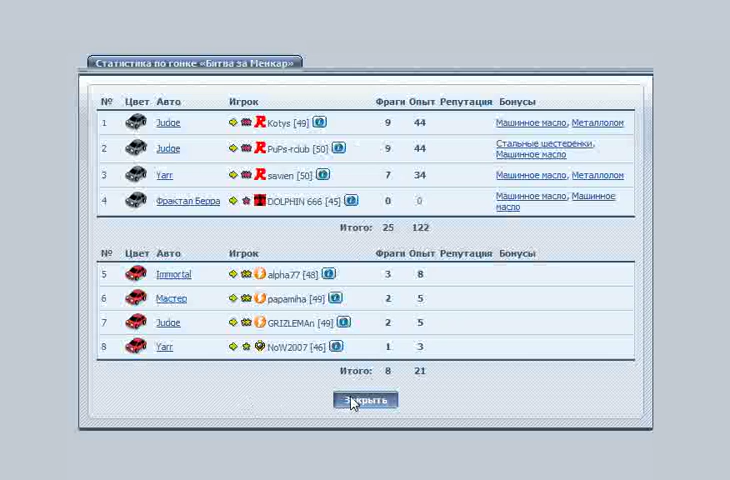 Статистика по гонке «Битва за Менкар»
№ Цвет Авто Игрок Фраги Опыт Репутация Бонусы
1 Judge Kotys [49] 9 44 Машинное масло, Металлолом
2 Judge PuPs-rciub [50] 9 44 Стальные шестеренки, Машинное масло
3 Yarr savien [50] 7 34 Машинное масло, Металлолом
4 Фрактал Берра DOLPHIN 666 [45] 0 0 Машинное масло, Машинное масло
Итого: 25 122
№ Цвет Авто Игрок Фраги Опыт Репутация Бонусы
5 Immortal alpha77 [48] 3 8
6 Мастер papamiha [49] 2 5
7 Judge GRIZLEMAn [49] 2 5
8 Yarr NoW2007 [46] 1 3
Итого: 8 21
Закрыть